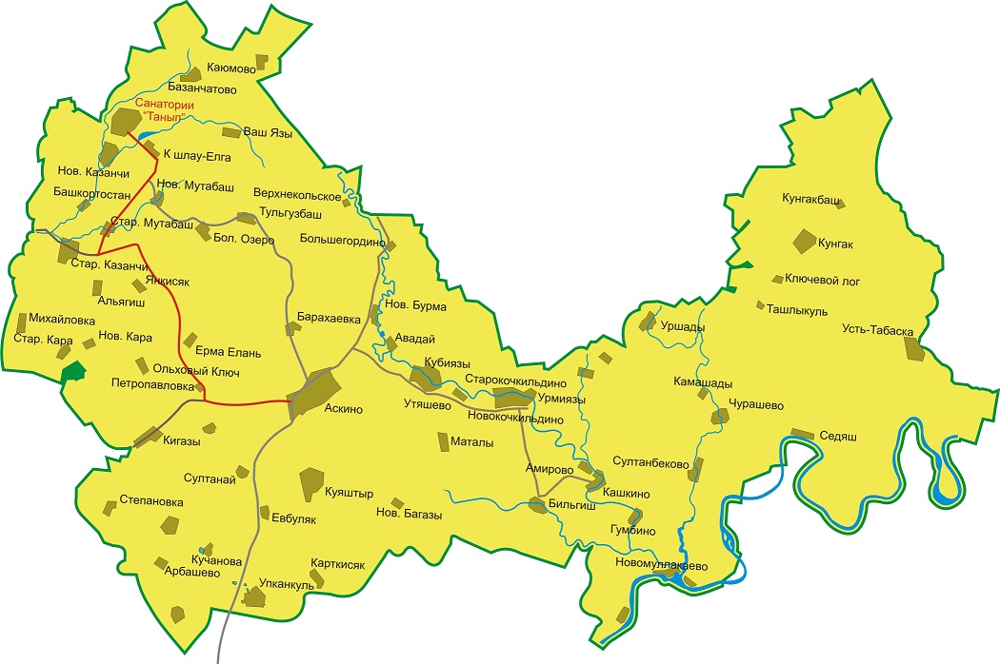 Каюмово
Базанчатово
Санатории
"Танып"
Ваш Язы
К шлау-Елга
Нов. Казанчи
Нов. Мутабаш
Башкортостан
Верхнекольское
Кунгакбаш
Тульгузбаш
Стар. Мутабаш
Бол. Озеро
Большегордино
Кунгак
Стар. Казанчи
Янкисяк
Ключевой лог
Альягиш
Нов. Бурма
Ташлыкуль
Михайловка
Барахаевка
Уршады
Усть-Табаска
Стар. Кара
Нов. Кара
Авадай
Ерма Елань
Кубиязы
Ольховый Ключ
Старокочкильдино
Камашады
Петропавловка
Урмиязы
Утяшево
Чурашево
Аскино
Новокочкильдино
Кигазы
Маталы
Седяш
Султанбеково
Амирово
Султанай
Куяштыр
Кашкино
Степановка
Нов. Багазы
Бильгиш
Евбуляк
Гумбино
Кучанова
Арбашево
Карткисяк
Новомуллакаево
Упканкуль